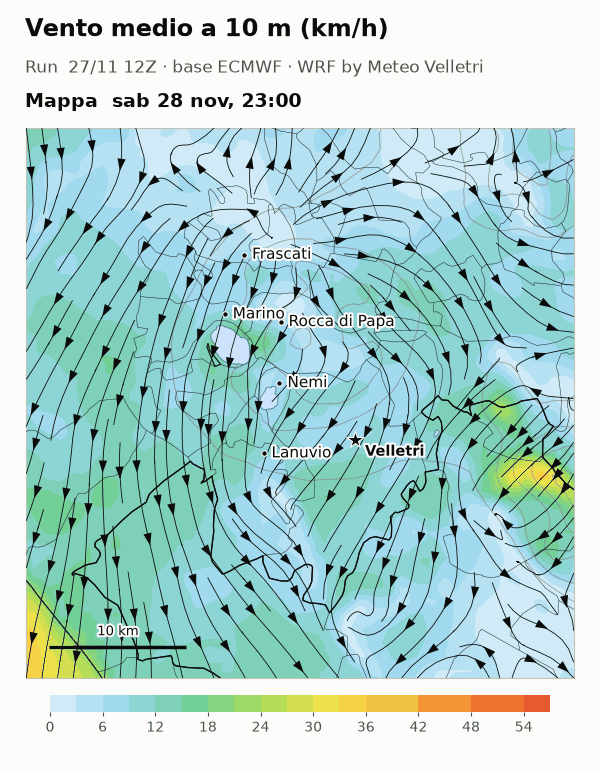 Vento medio a 10 m (km/h)
Run  27/11 12Z · base ECMWF · WRF by Meteo Velletri
Mappa  sab 28 nov, 23:00
Frascati
Marino
Rocca di Papa
Nemi
Velletri
Lanuvio
10 km
0 6 12 18 24 30 36 42 48 54